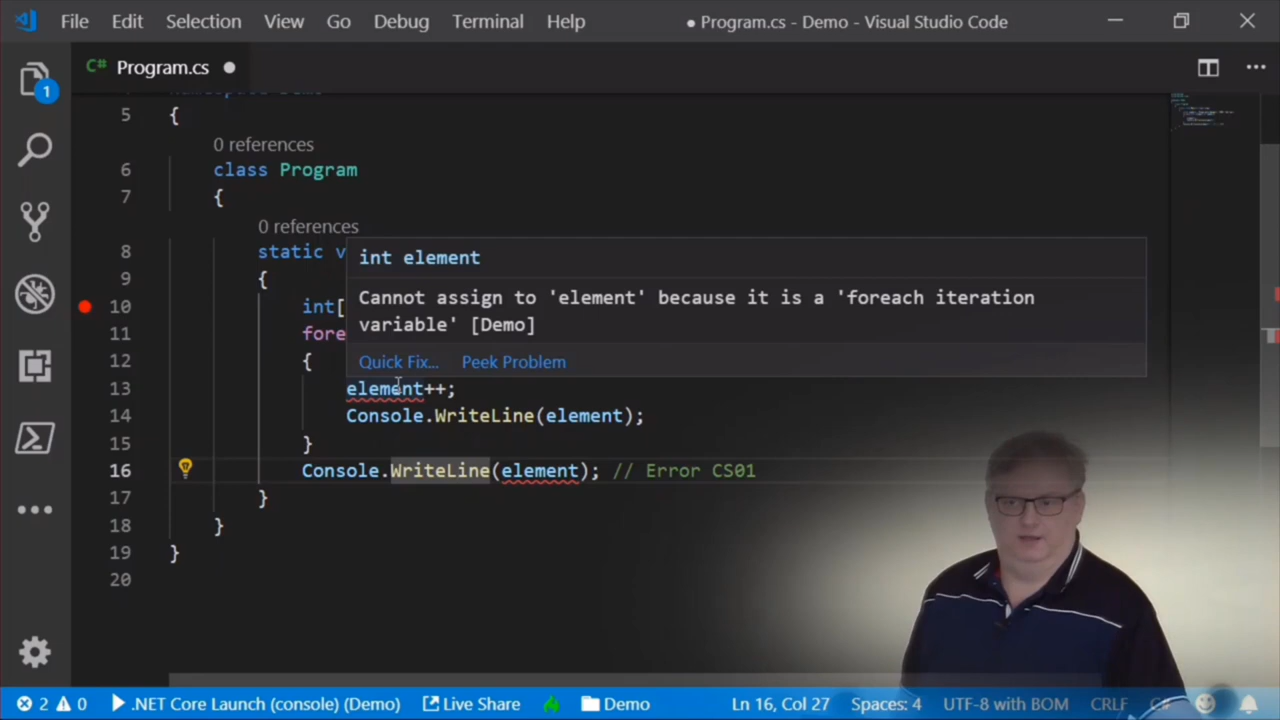 File Edit Selection View Go Debug Terminal Help ● Program.cs - Demo - Visual Studio Code
C# Program.cs ●
1
5 {
0 references
6 class Program
7 {
0 references
8 static v
int element
9 {
10 int[
Cannot assign to 'element' because it is a 'foreach iteration
11 fore
variable' [Demo]
12 {
Quick Fix... Peek Problem
13 element++;
14 Console.WriteLine(element);
15 }
16 Console.WriteLine(element); // Error CS01
17 }
18 }
19 }
20
2 0 .NET Core Launch (console) (Demo) Live Share Demo Ln 16, Col 27 Spaces: 4 UTF-8 with BOM CRLF C#